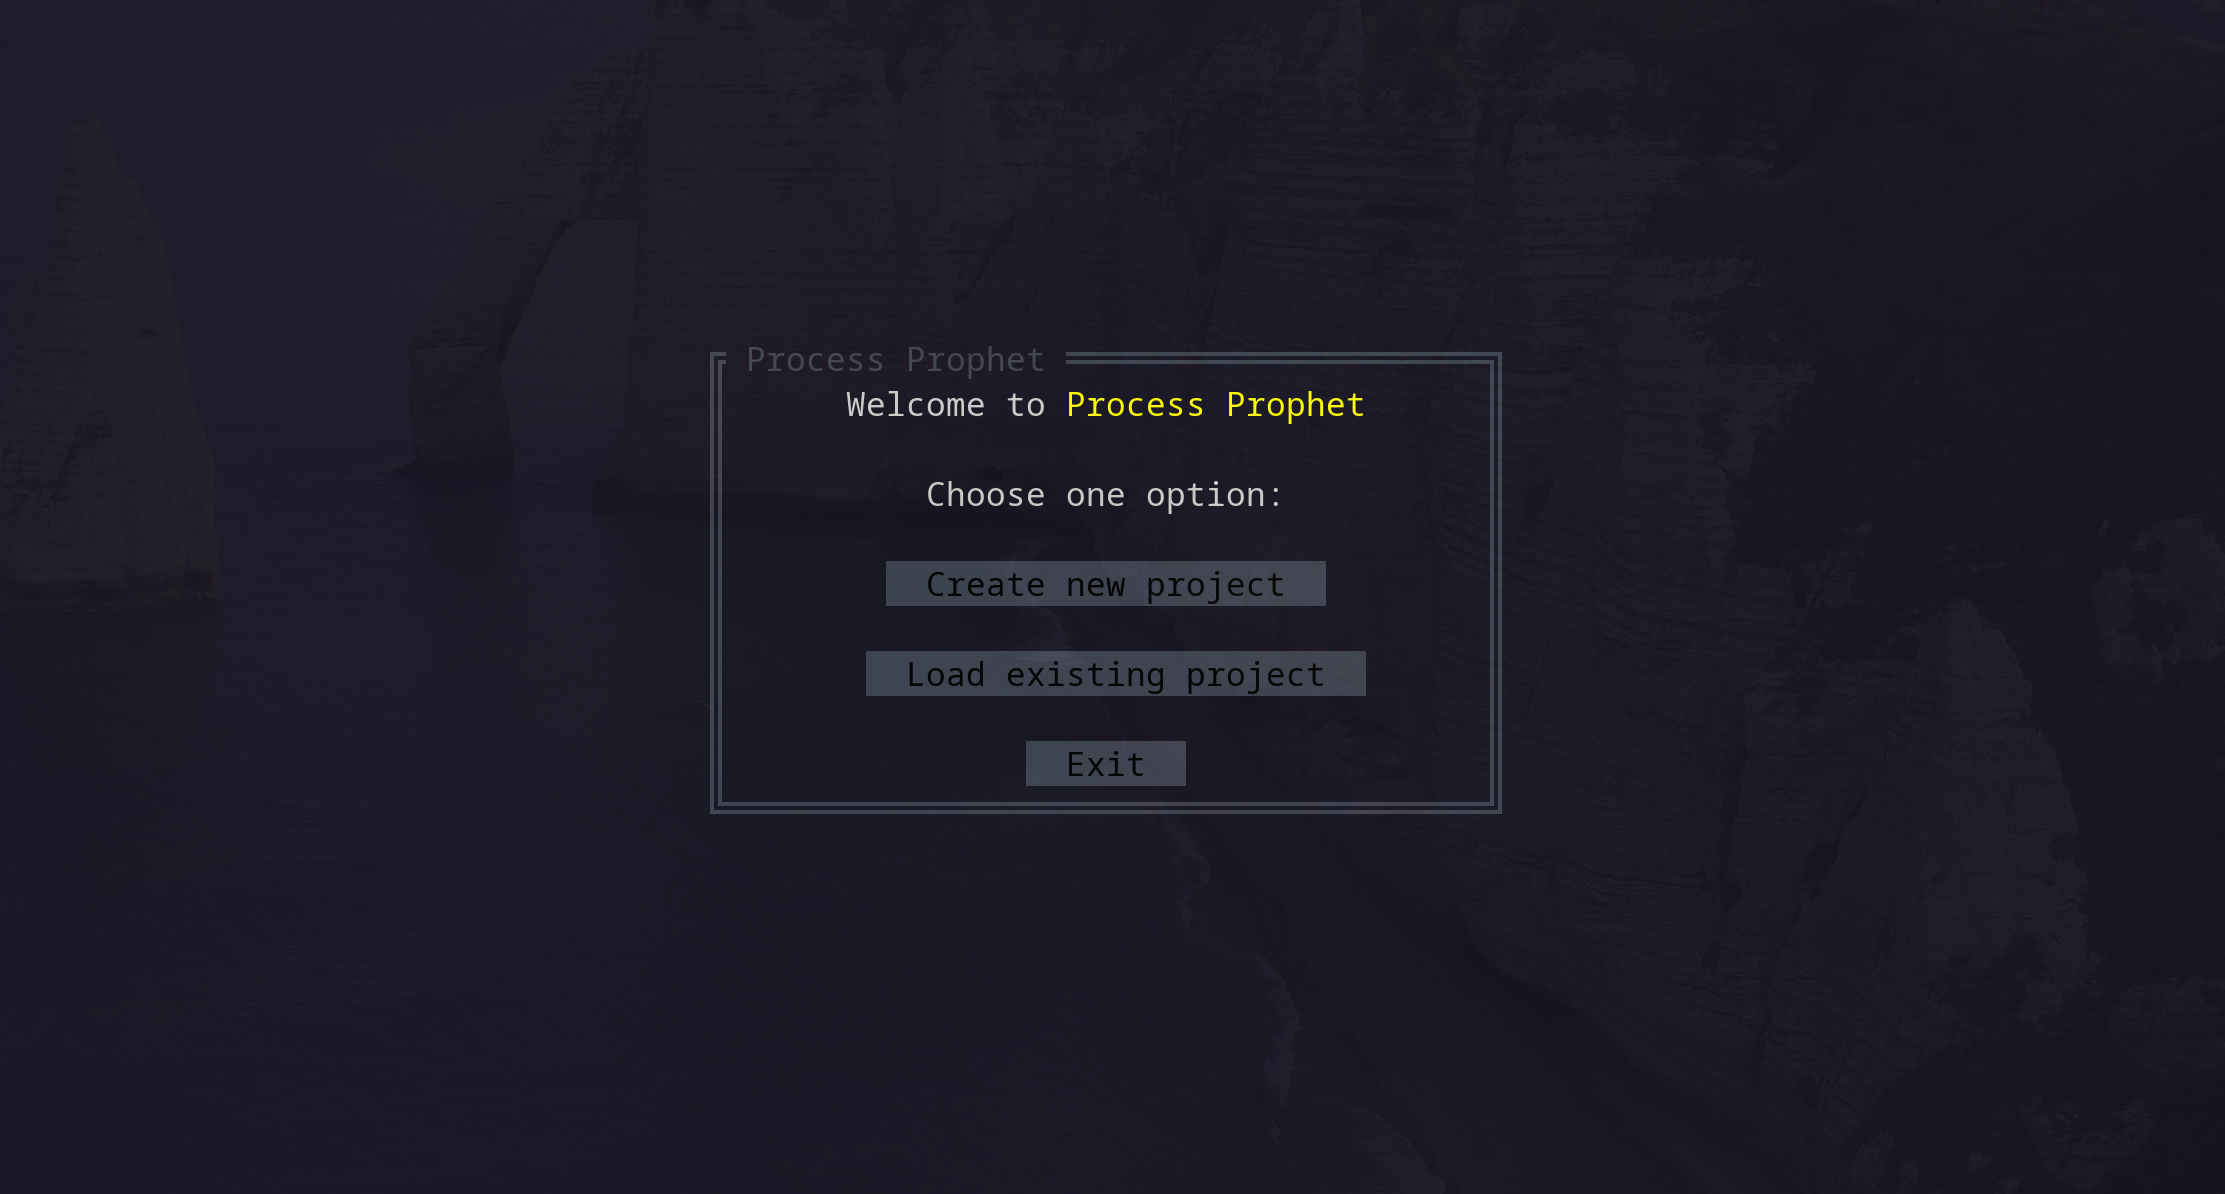 Process Prophet
Welcome to Process Prophet
Choose one option:
Create new project
Load existing project
Exit